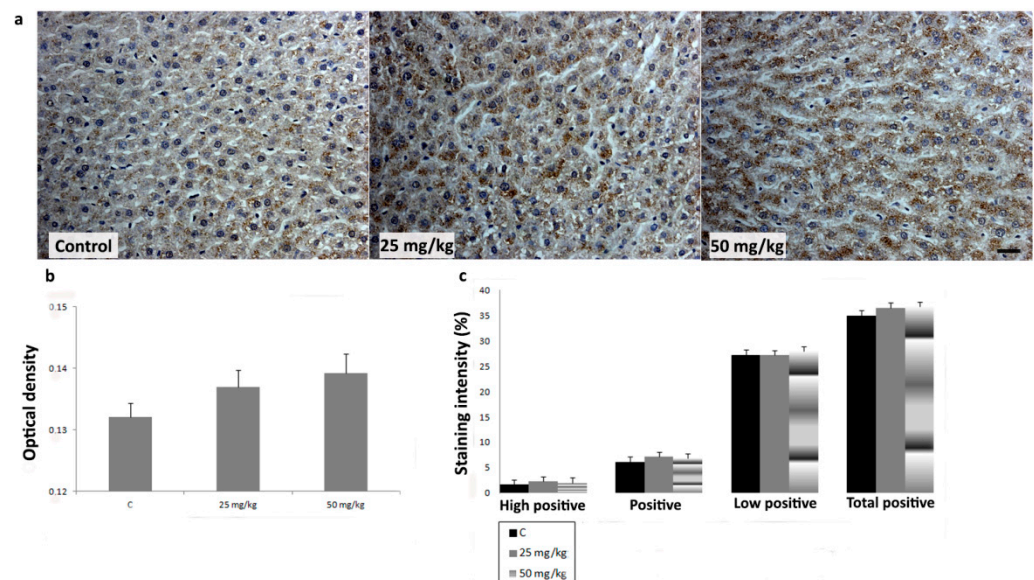 a
Control
25 mg/kg
50 mg/kg
b
Optical density
0.15
0.14
0.13
0.12
C
25 mg/kg
50 mg/kg
c
Staining intensity (%)
40
35
30
25
20
15
10
5
0
High positive
Positive
Low positive
Total positive
C
25 mg/kg
50 mg/kg